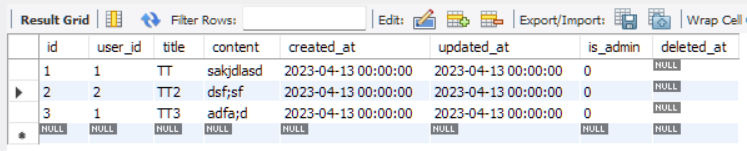 Result Grid Filter Rows: Edit: Export/Import: Wrap Cell
id user_id title content created_at updated_at is_admin deleted_at
1 1 TT sakjdlasd 2023-04-13 00:00:00 2023-04-13 00:00:00 0 NULL
2 2 TT2 dsf;sf 2023-04-13 00:00:00 2023-04-13 00:00:00 0 NULL
3 1 TT3 adfa;d 2023-04-13 00:00:00 2023-04-13 00:00:00 0 NULL
NULL NULL NULL NULL NULL NULL NULL NULL